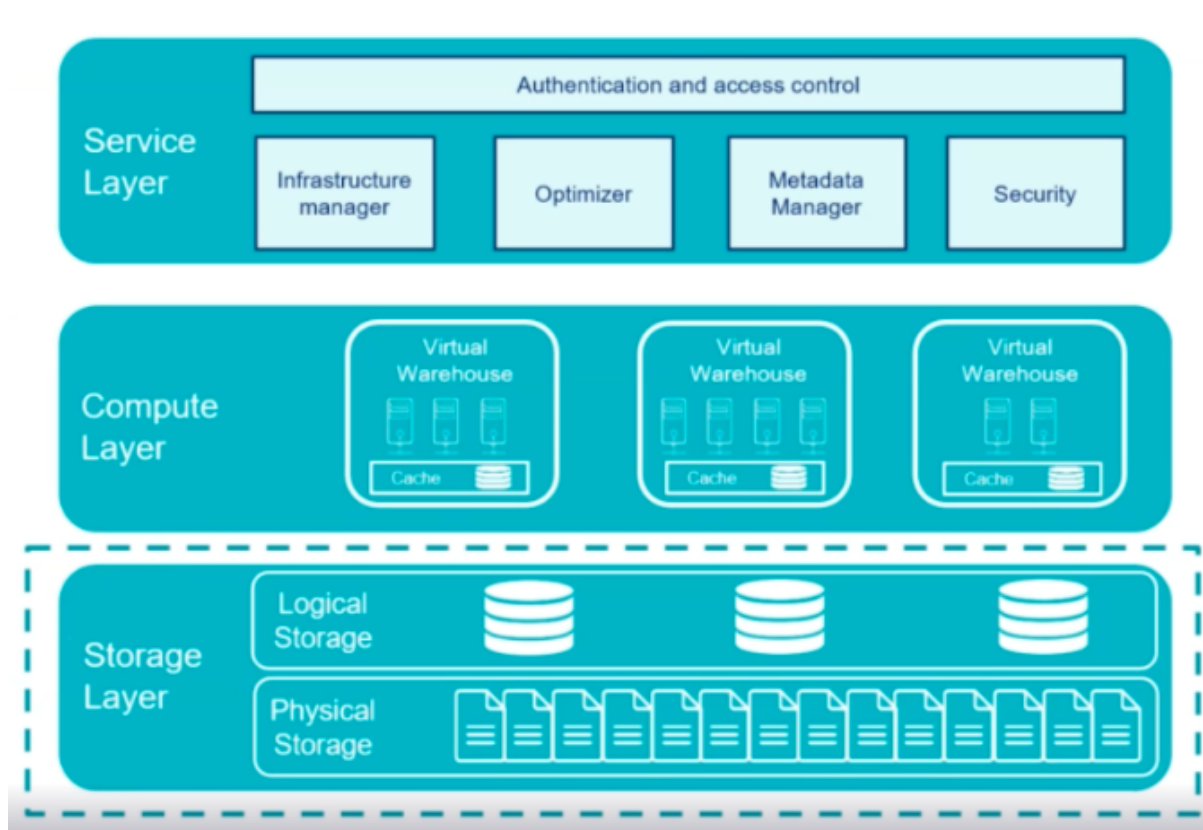 Authentication and access control
Service
Layer
Infrastructure
manager
Optimizer
Metadata
Manager
Security
Compute
Layer
Virtual
Warehouse
Cache
Virtual
Warehouse
Cache
Virtual
Warehouse
Cache
Storage
Layer
Logical
Storage
Physical
Storage